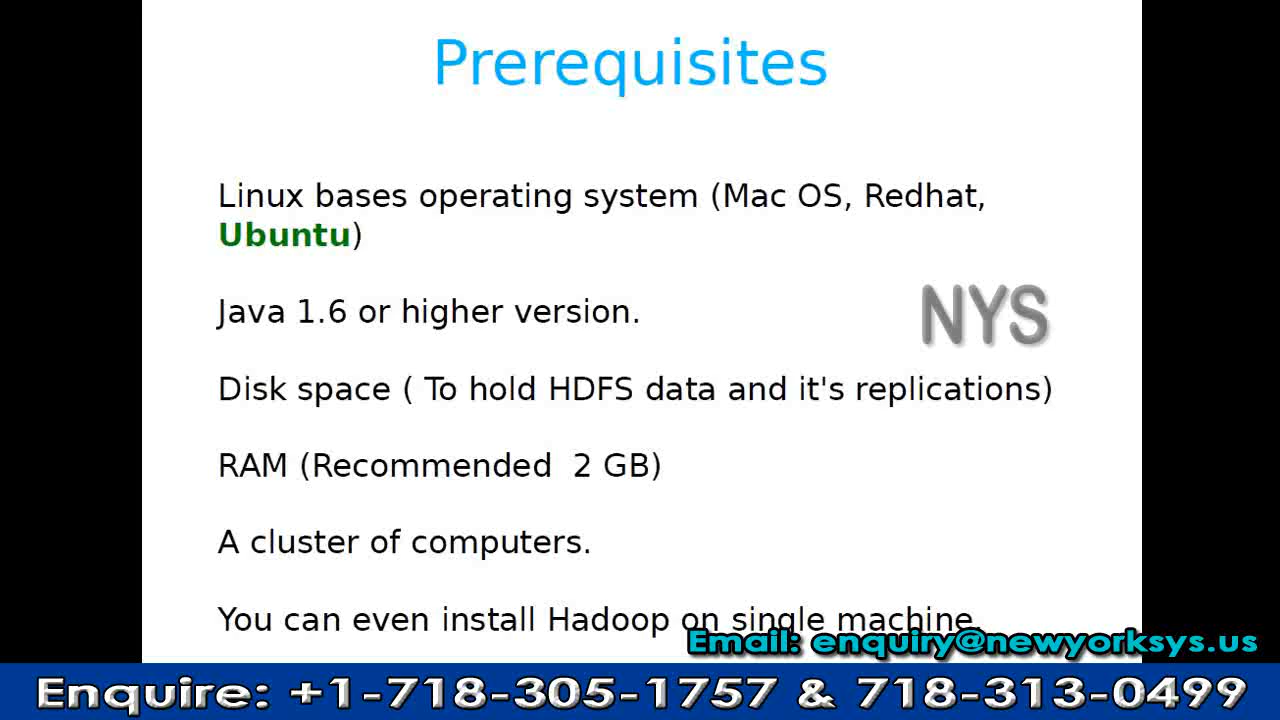 Prerequisites
Linux bases operating system (Mac OS, Redhat,
Ubuntu)
Java 1.6 or higher version.
NYS
Disk space ( To hold HDFS data and it's replications)
RAM (Recommended  2 GB)
A cluster of computers.
You can even install Hadoop on single machine.
Email: enquiry@newyorksys.us
Enquire: +1-718-305-1757 & 718-313-0499